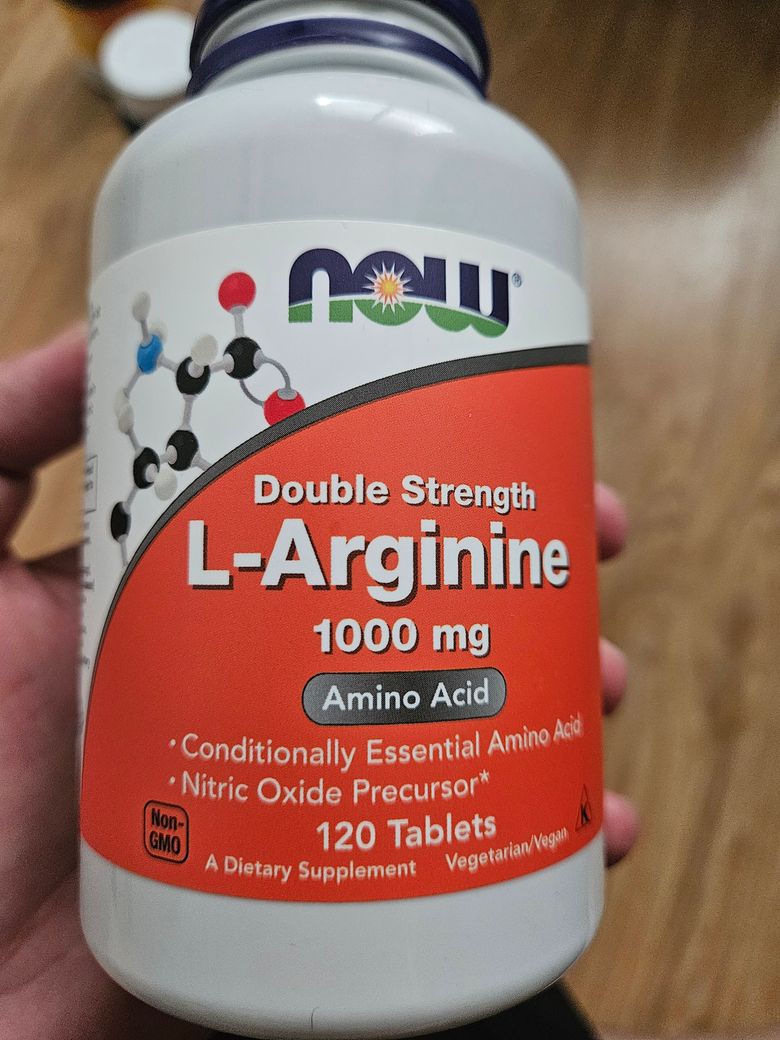 NOW®
Double Strength
L-Arginine
1000 mg
Amino Acid
· Conditionally Essential Amino Acid
· Nitric Oxide Precursor*
120 Tablets
Non-
GMO
A Dietary Supplement
Vegetarian/Vegan
K